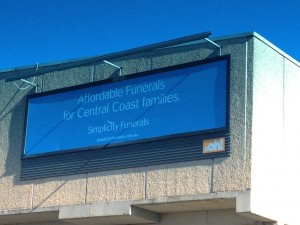 Affordable Funerals
for Central Coast families.
Simplicity Funerals